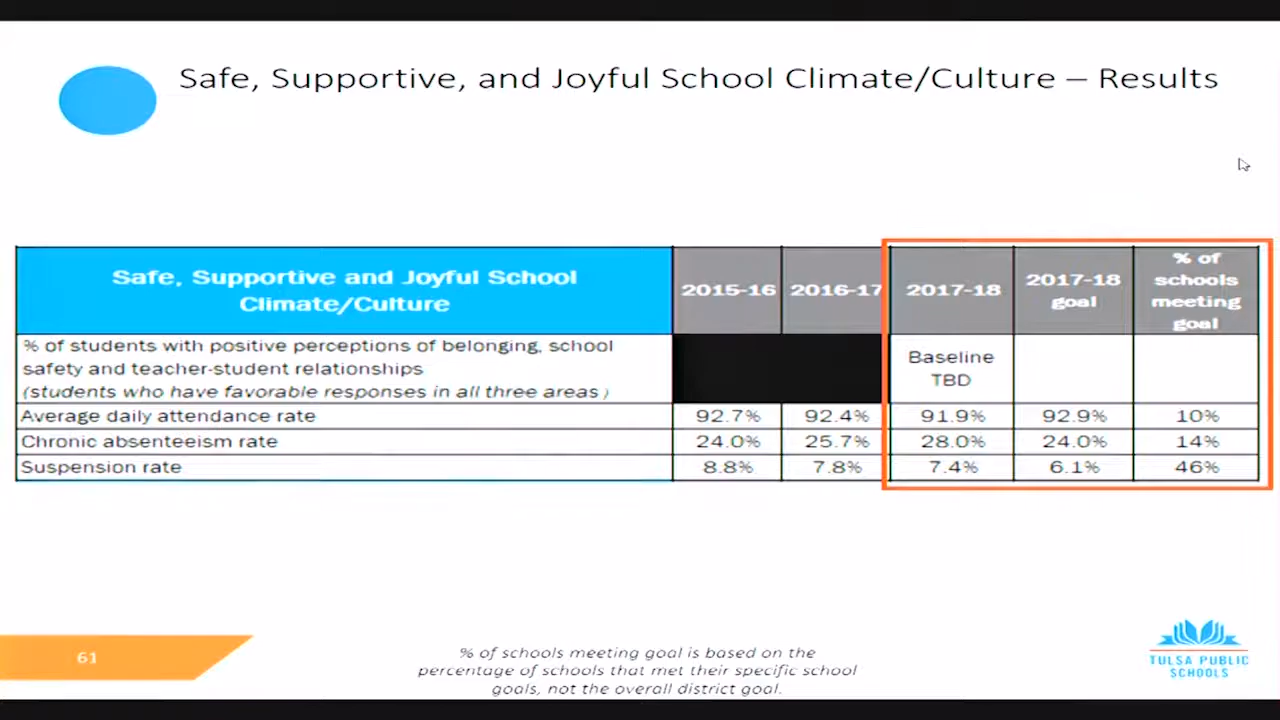 Safe, Supportive, and Joyful School Climate/Culture – Results
Safe, Supportive and Joyful School
Climate/Culture
2015-16
2016-17
2017-18
2017-18
goal
% of
schools
meeting
goal
% of students with positive perceptions of belonging, school
safety and teacher-student relationships
(students who have favorable responses in all three areas)
Baseline
TBD
Average daily attendance rate 92.7% 92.4% 91.9% 92.9% 10%
Chronic absenteeism rate 24.0% 25.7% 28.0% 24.0% 14%
Suspension rate 8.8% 7.8% 7.4% 6.1% 46%
61
% of schools meeting goal is based on the
percentage of schools that met their specific school
goals, not the overall district goal.
TULSA PUBLIC
SCHOOLS